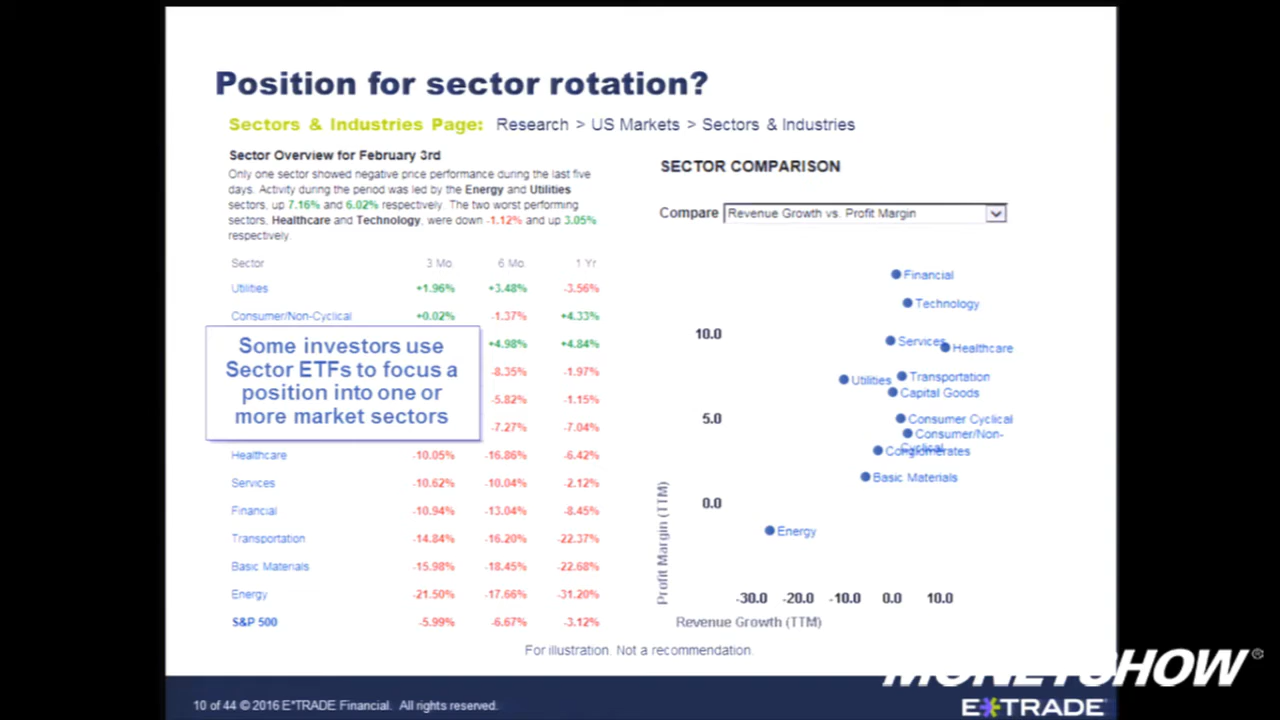 Position for sector rotation?
Sectors & Industries Page: Research > US Markets > Sectors & Industries
Sector Overview for February 3rd
Only one sector showed negative price performance during the last five
days. Activity during the period was led by the Energy and Utilities
sectors, up 7.16% and 6.02% respectively. The two worst performing
sectors, Healthcare and Technology, were down -1.12% and up 3.05%
respectively.
Sector 3 Mo. 6 Mo. 1 Yr
Utilities +1.96% +3.48% -3.56%
Consumer/Non-Cyclical +0.02% -1.37% +4.33%
+4.98% +4.84%
-8.35% -1.97%
-5.82% -1.15%
-7.27% -7.04%
Some investors use
Sector ETFs to focus a
position into one or
more market sectors
Healthcare -10.05% -16.86% -6.42%
Services -10.62% -10.04% -2.12%
Financial -10.94% -13.04% -8.45%
Transportation -14.84% -16.20% -22.37%
Basic Materials -15.98% -18.45% -22.68%
Energy -21.50% -17.66% -31.20%
S&P 500 -5.99% -6.67% -3.12%
SECTOR COMPARISON
Compare Revenue Growth vs. Profit Margin
Financial
Technology
10.0
Services
Healthcare
Utilities
Transportation
Capital Goods
5.0
Consumer Cyclical
Consumer/Non-
Cyclical
Conglomerates
Basic Materials
0.0
Energy
Profit Margin (TTM)
-30.0 -20.0 -10.0 0.0 10.0
Revenue Growth (TTM)
For illustration. Not a recommendation.
MONEYSHOW®
10 of 44 © 2016 E*TRADE Financial. All rights reserved.
E*TRADE